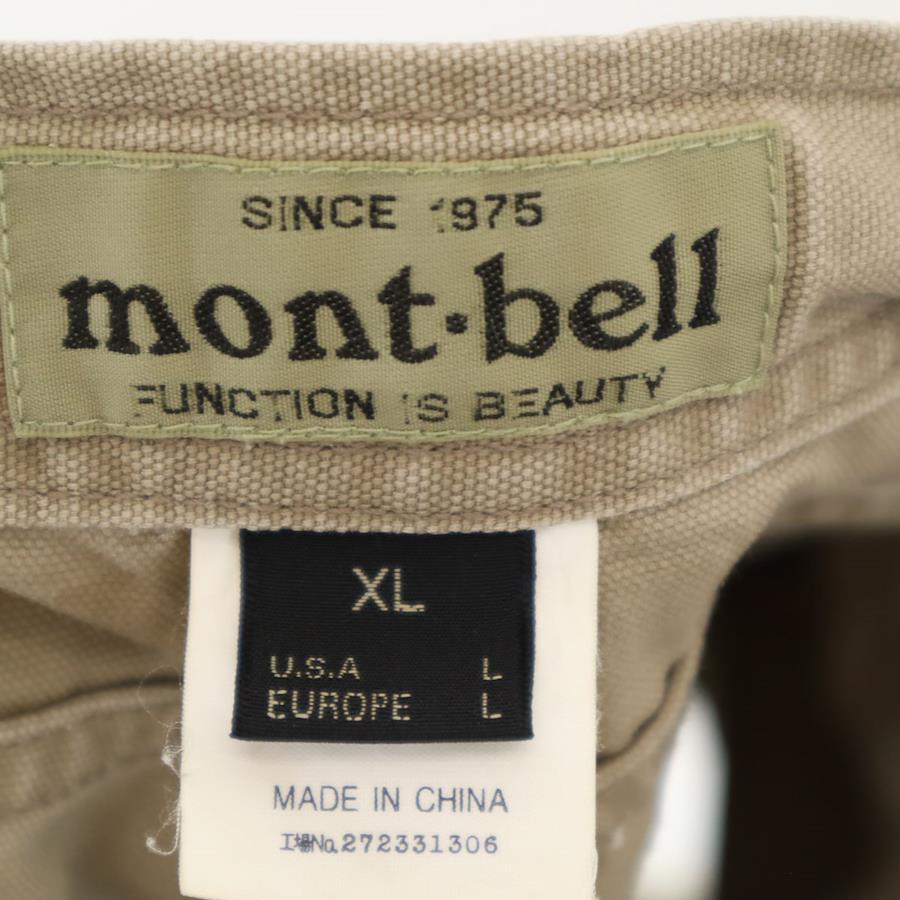 SINCE 1975
mont·bell
FUNCTION IS BEAUTY
XL
U.S.A L
EUROPE L
MADE IN CHINA
工場No.272331306